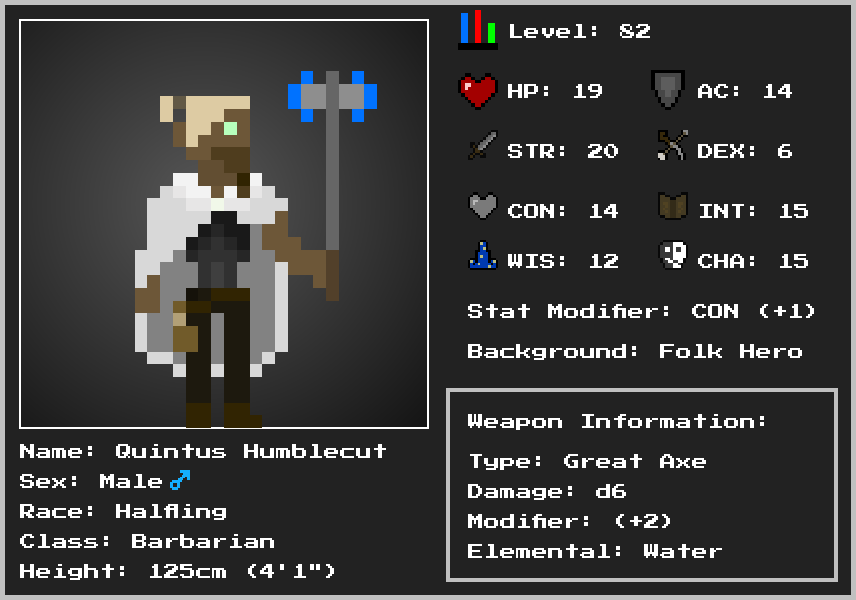 Level: 82
HP: 19
AC: 14
STR: 20
DEX: 6
CON: 14
INT: 15
WIS: 12
CHA: 15
Stat Modifier: CON (+1)
Background: Folk Hero
Weapon Information:
Type: Great Axe
Damage: d6
Modifier: (+2)
Elemental: Water
Name: Quintus Humblecut
Sex: Male ♂
Race: Halfling
Class: Barbarian
Height: 125cm (4'1")